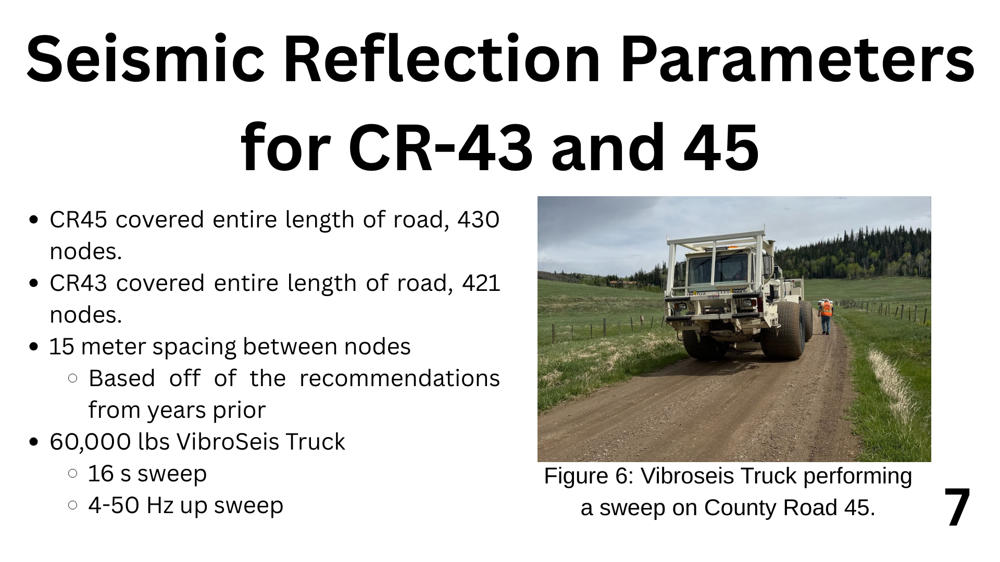 Seismic Reflection Parameters
for CR-43 and 45
CR45 covered entire length of road, 430
nodes.
CR43 covered entire length of road, 421
nodes.
15 meter spacing between nodes
Based off of the recommendations
from years prior
60,000 lbs VibroSeis Truck
16 s sweep
4-50 Hz up sweep
Figure 6: Vibroseis Truck performing
a sweep on County Road 45.
7